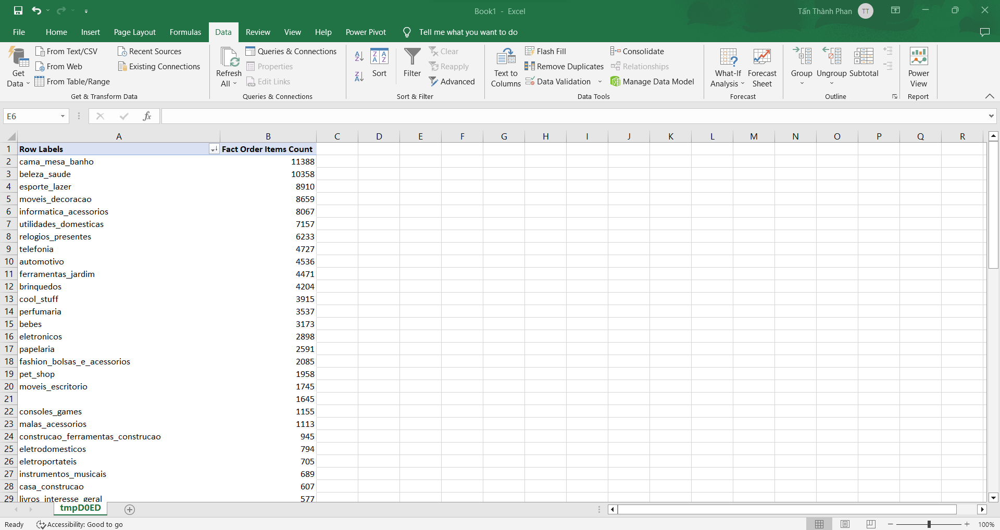 Book1 - Excel
Tấn Thành Phan TT
File Home Insert Page Layout Formulas Data Review View Help Power Pivot Tell me what you want to do
Get Data
From Text/CSV
From Web
From Table/Range
Recent Sources
Existing Connections
Get & Transform Data
Refresh All
Queries & Connections
Properties
Edit Links
Queries & Connections
Sort
Filter
Clear
Reapply
Advanced
Sort & Filter
Text to Columns
Flash Fill
Remove Duplicates
Data Validation
Consolidate
Relationships
Manage Data Model
Data Tools
What-If Analysis
Forecast Sheet
Forecast
Group
Ungroup
Subtotal
Outline
Power View
Report
E6
fx
A B C D E F G H I J K L M N O P Q R
1 Row Labels Fact Order Items Count
2 cama_mesa_banho 11388
3 beleza_saude 10358
4 esporte_lazer 8910
5 moveis_decoracao 8659
6 informatica_acessorios 8067
7 utilidades_domesticas 7157
8 relogios_presentes 6233
9 telefonia 4727
10 automotivo 4536
11 ferramentas_jardim 4471
12 brinquedos 4204
13 cool_stuff 3915
14 perfumaria 3537
15 bebes 3173
16 eletronicos 2898
17 papelaria 2591
18 fashion_bolsas_e_acessorios 2085
19 pet_shop 1958
20 moveis_escritorio 1745
21 1645
22 consoles_games 1155
23 malas_acessorios 1113
24 construcao_ferramentas_construcao 945
25 eletrodomesticos 794
26 eletroportateis 705
27 instrumentos_musicais 689
28 casa_construcao 607
29 livros_interesse_geral 577
tmpD0ED
Ready Accessibility: Good to go 100%